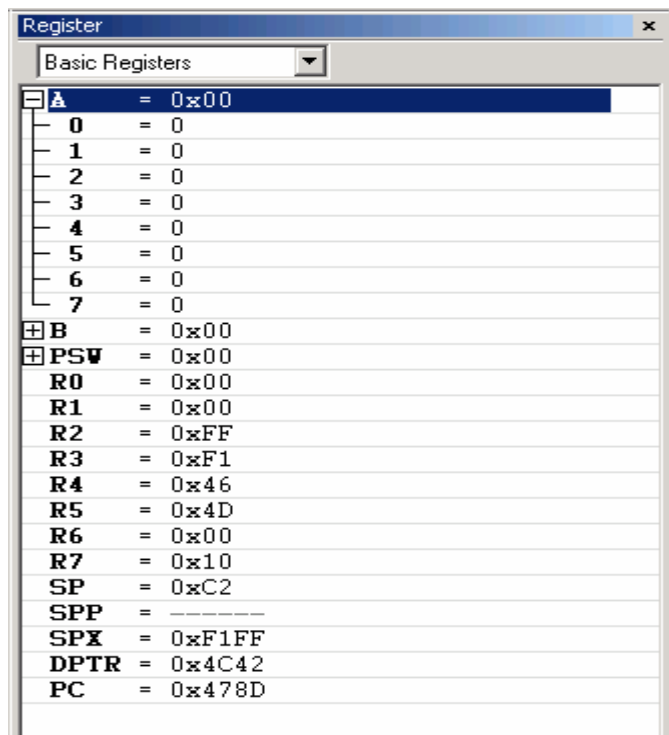 Register
Basic Registers
A = 0x00
0 = 0
1 = 0
2 = 0
3 = 0
4 = 0
5 = 0
6 = 0
7 = 0
B = 0x00
PSW = 0x00
R0 = 0x00
R1 = 0x00
R2 = 0xFF
R3 = 0xF1
R4 = 0x46
R5 = 0x4D
R6 = 0x00
R7 = 0x10
SP = 0xC2
SPP = ------
SPX = 0xF1FF
DPTR = 0x4C42
PC = 0x478D